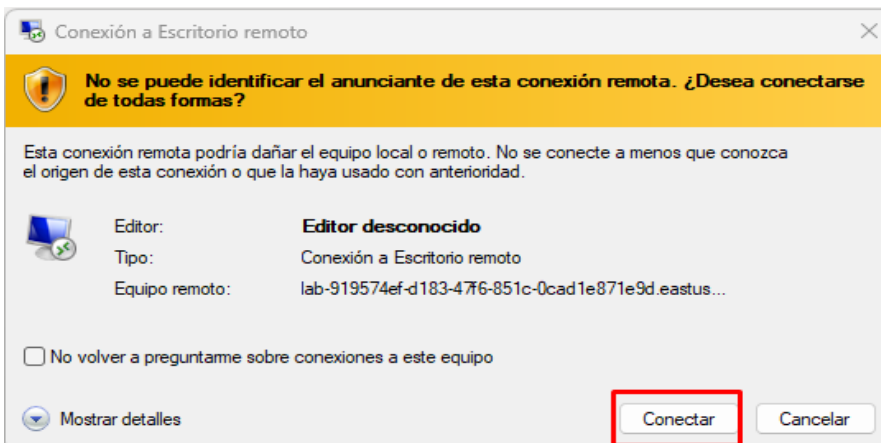 Conexión a Escritorio remoto
No se puede identificar el anunciante de esta conexión remota. ¿Desea conectarse
de todas formas?
Esta conexión remota podría dañar el equipo local o remoto. No se conecte a menos que conozca
el origen de esta conexión o que la haya usado con anterioridad.
Editor: Editor desconocido
Tipo: Conexión a Escritorio remoto
Equipo remoto: lab-919574ef-d183-47f6-851c-0cad1e871e9d.eastus...
No volver a preguntarme sobre conexiones a este equipo
Mostrar detalles Conectar Cancelar